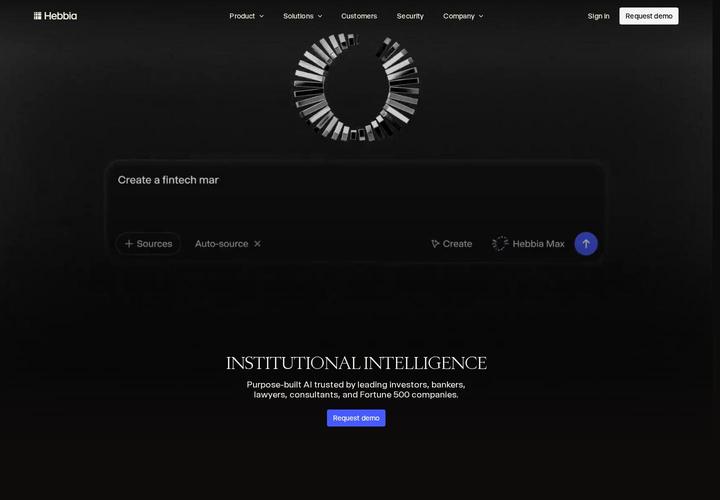 Hebbia
Product
Solutions
Customers
Security
Company
Sign in
Request demo
Create a fintech mar
Sources
Auto-source
Create
Hebbia Max
INSTITUTIONAL INTELLIGENCE
Purpose-built AI trusted by leading investors, bankers,
lawyers, consultants, and Fortune 500 companies.
Request demo